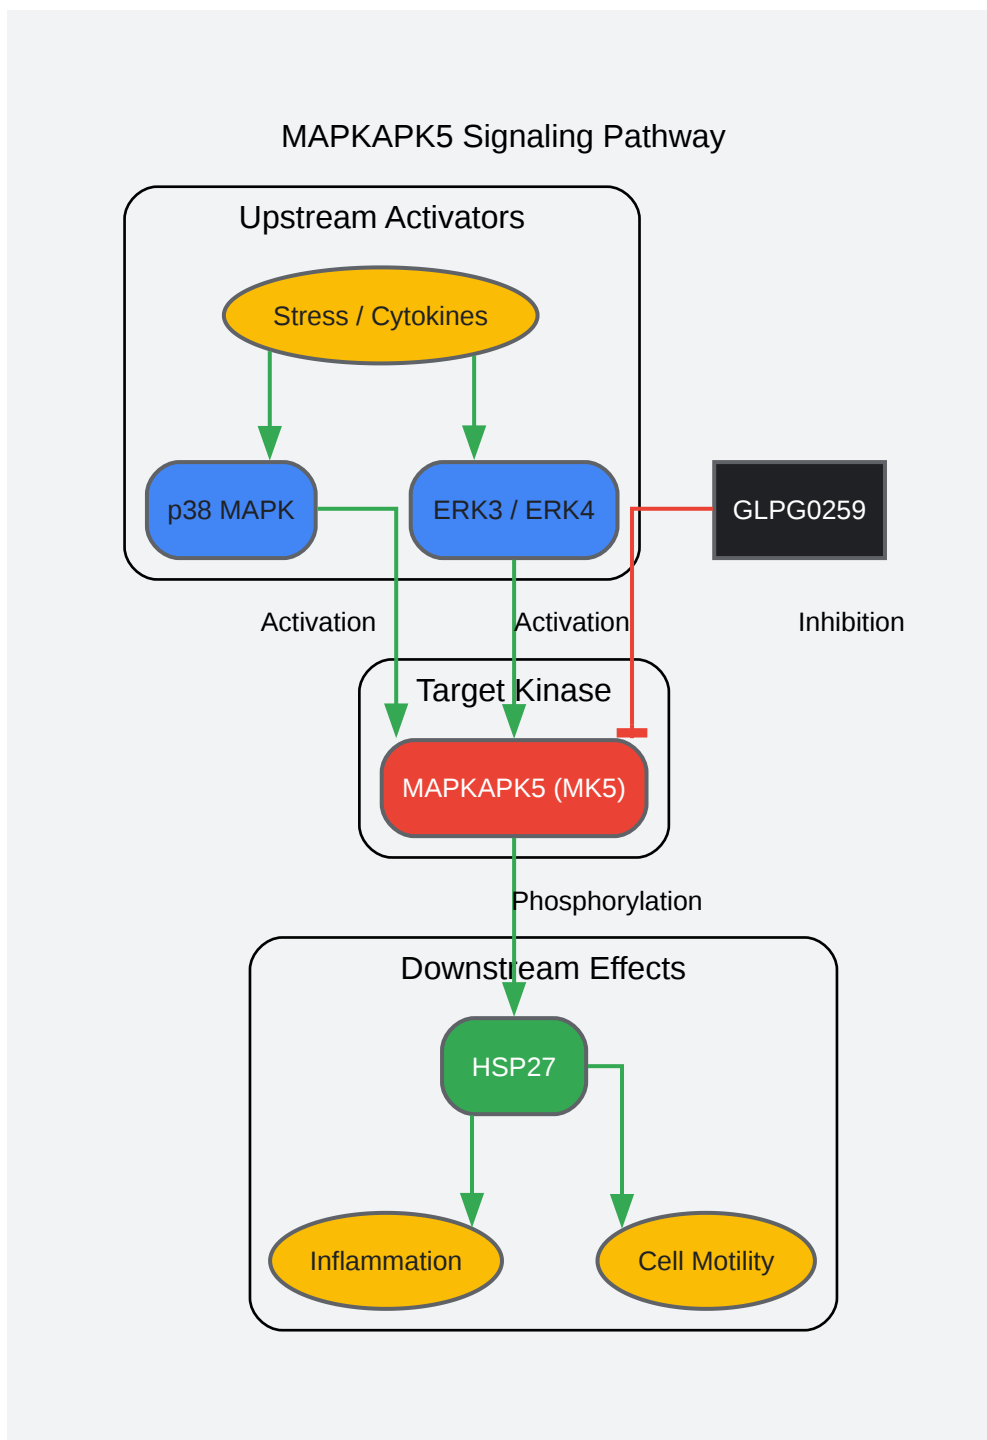 MAPKAPK5 Signaling Pathway
Upstream Activators
Stress / Cytokines
p38 MAPK
ERK3 / ERK4
GLPG0259
Activation
Activation
Inhibition
Target Kinase
MAPKAPK5 (MK5)
Phosphorylation
Downstream Effects
HSP27
Inflammation
Cell Motility